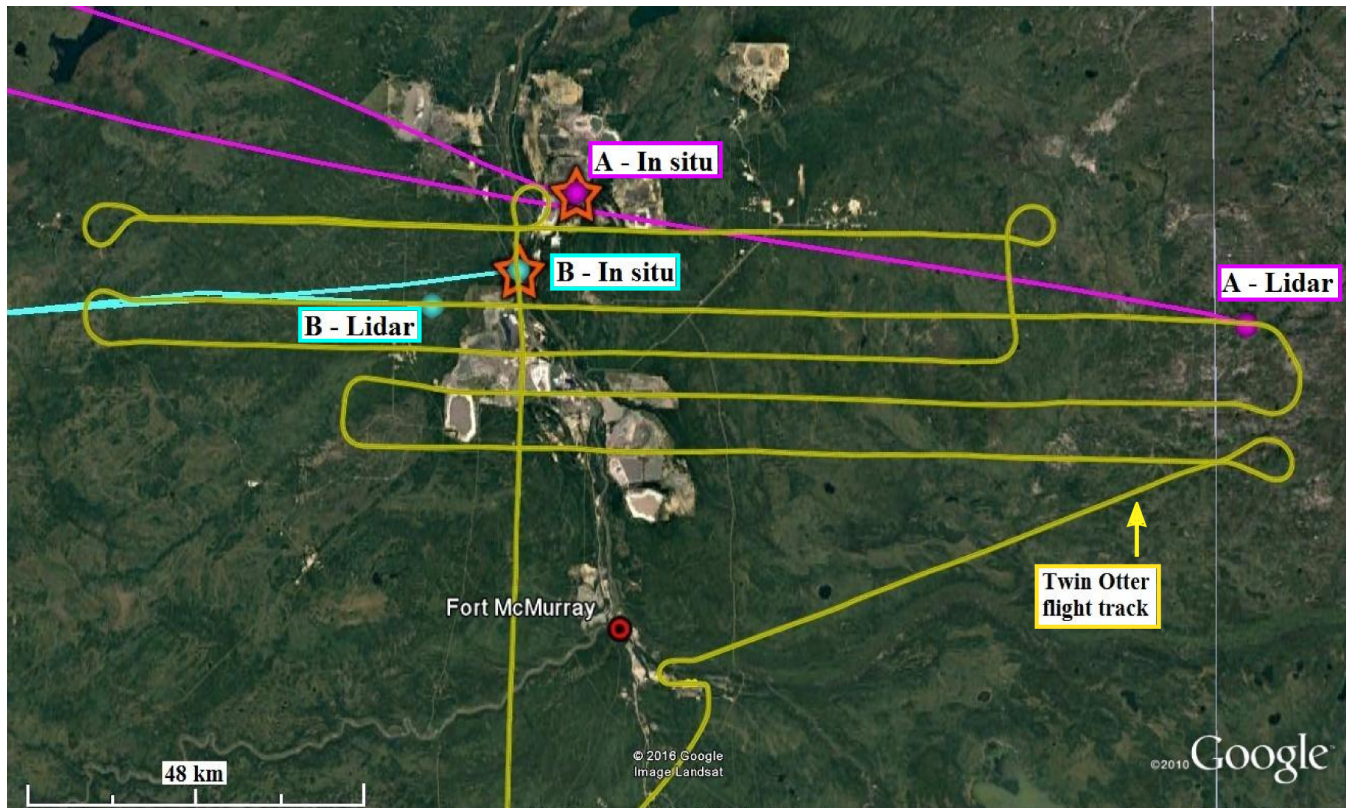 A - In situ
B - In situ
A - Lidar
B - Lidar
Twin Otter
flight track
Fort McMurray
© 2016 Google
Image Landsat
48 km
©2010 Google